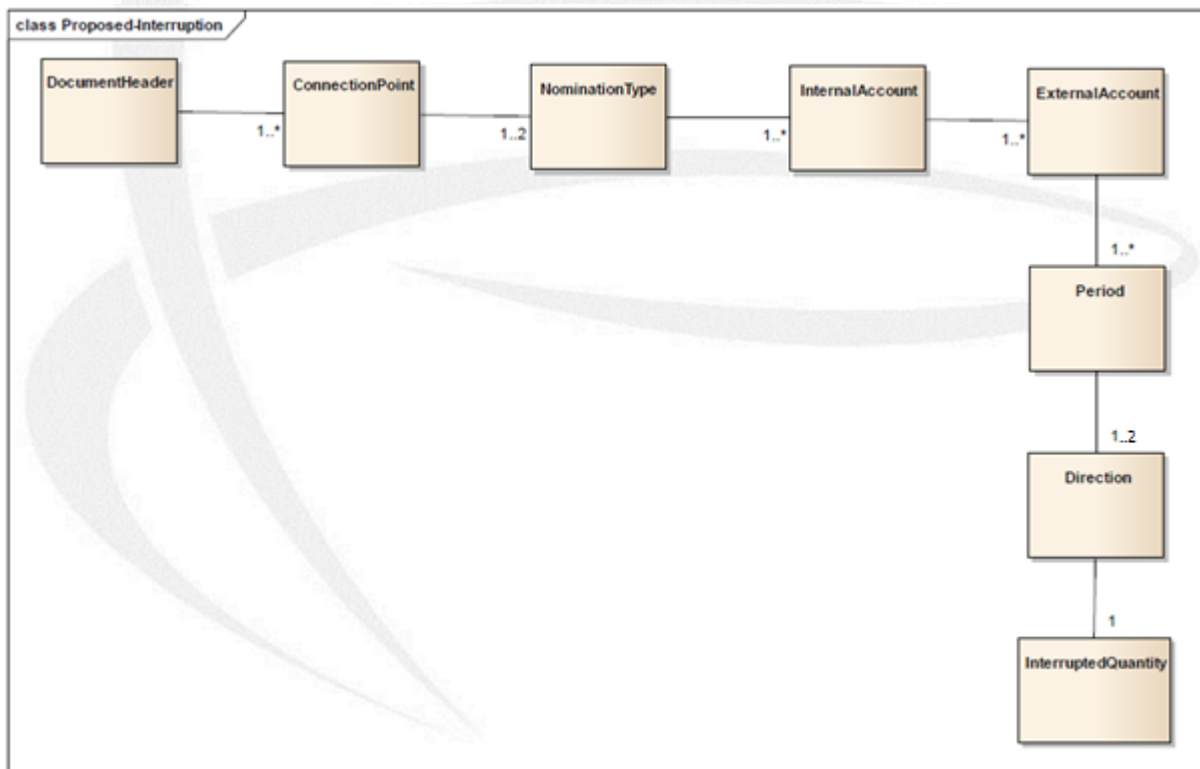 class Proposed-Interruption
DocumentHeader
ConnectionPoint
NominationType
InternalAccount
ExternalAccount
1..*
1..2
1..*
1..*
1..*
Period
1..2
Direction
1
InterruptedQuantity